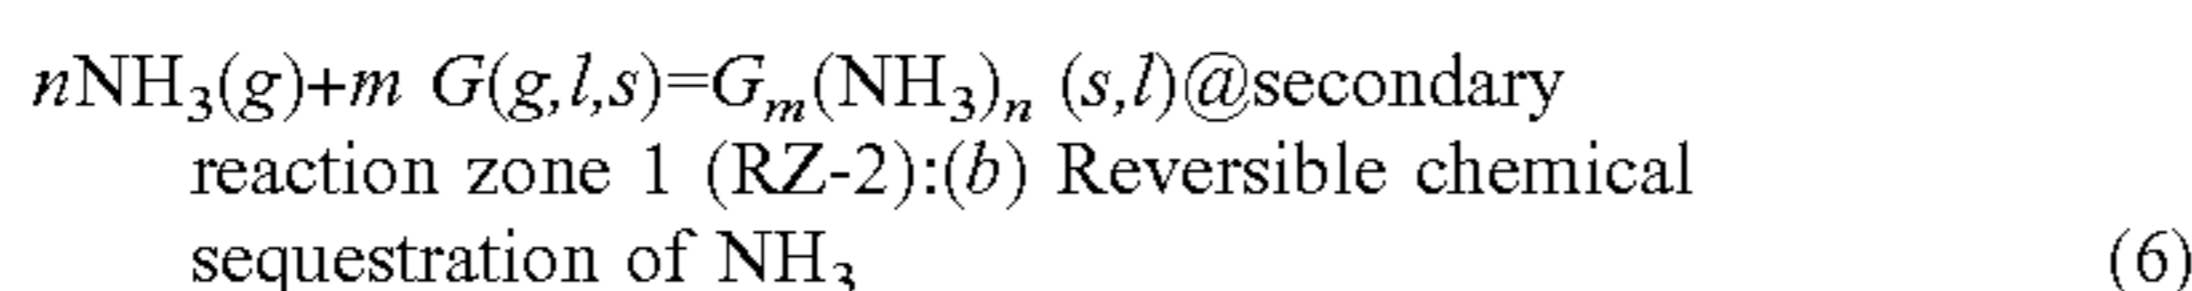 nNH₃(g)+m G(g,l,s)=Gₘ(NH₃)ₙ (s,l)@secondary
reaction zone 1 (RZ-2):(b) Reversible chemical
sequestration of NH₃ (6)